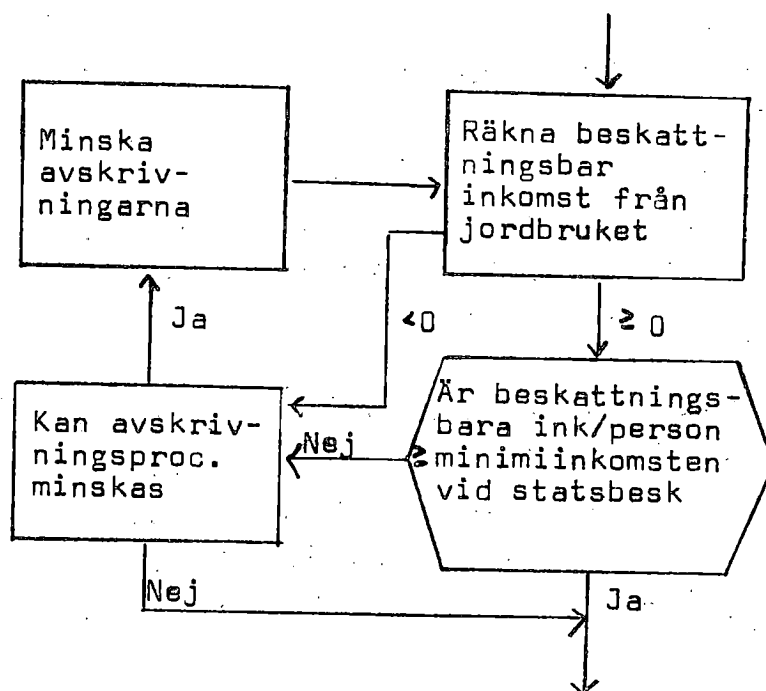 Minska
avskriv-
ningarna
Räkna beskatt-
ningsbar
inkomst från
jordbruket
Ja
<0
≥ 0
Kan avskriv-
ningsproc.
minskas
Nej
Är beskattnings-
bara ink/person
≥ minimiinkomsten
vid statsbesk
Nej
Ja